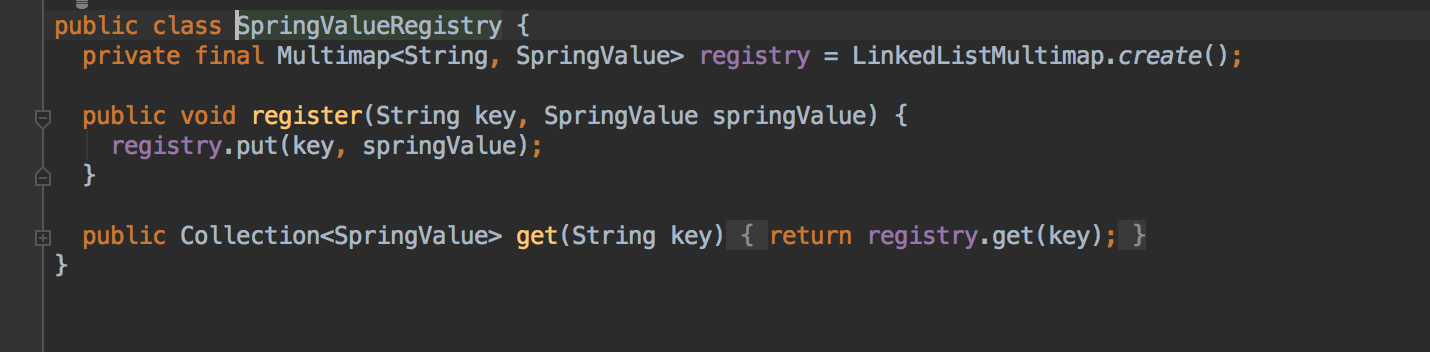 public class SpringValueRegistry {
private final Multimap<String, SpringValue> registry = LinkedListMultimap.create();
public void register(String key, SpringValue springValue) {
registry.put(key, springValue);
}
public Collection<SpringValue> get(String key) { return registry.get(key); }
}